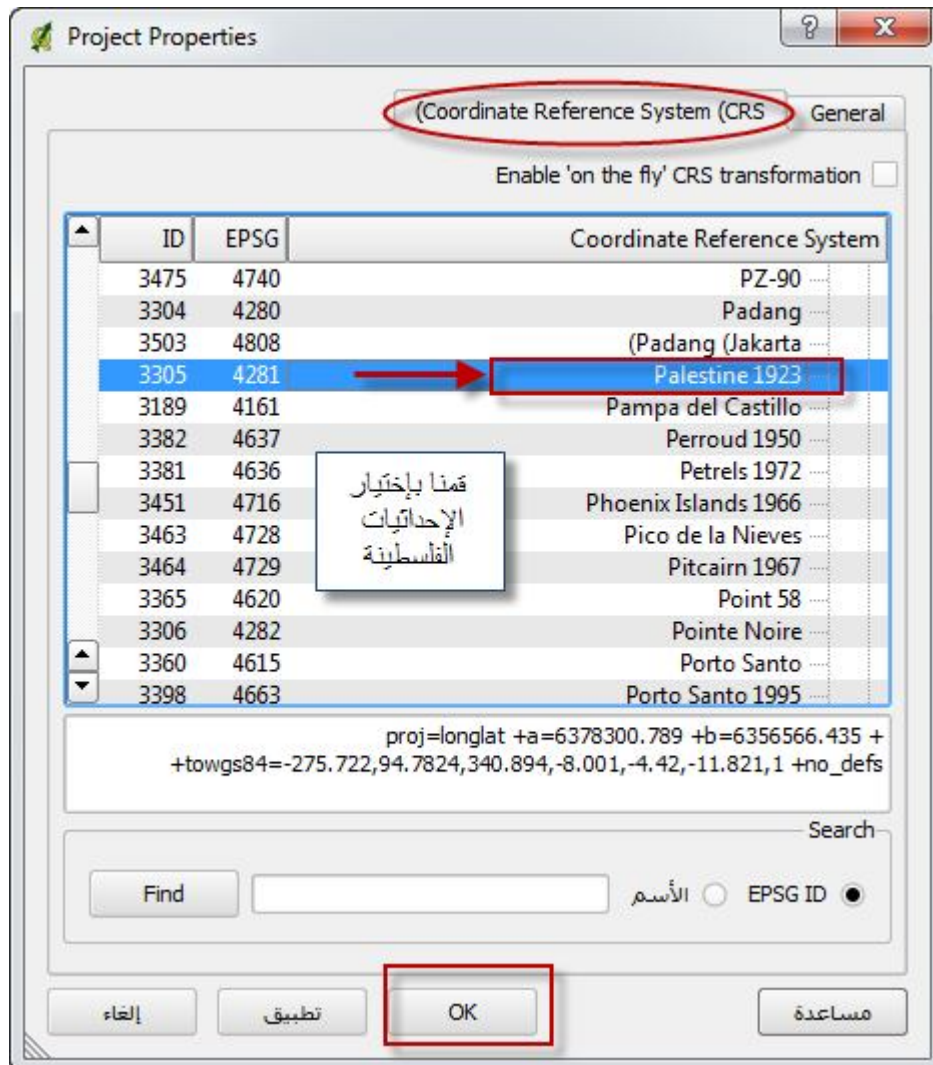 Project Properties
(Coordinate Reference System (CRS
General
Enable 'on the fly' CRS transformation
ID EPSG Coordinate Reference System
3475 4740 PZ-90
3304 4280 Padang
3503 4808 (Padang (Jakarta
3305 4281 Palestine 1923
3189 4161 Pampa del Castillo
3382 4637 Perroud 1950
3381 4636 Petrels 1972
3451 4716 Phoenix Islands 1966
3463 4728 Pico de la Nieves
3464 4729 Pitcairn 1967
3365 4620 Point 58
3306 4282 Pointe Noire
3360 4615 Porto Santo
3398 4663 Porto Santo 1995
قمنا بإختيار
الإحداثيات
الفلسطينة
proj=longlat +a=6378300.789 +b=6356566.435 +
+towgs84=-275.722,94.7824,340.894,-8.001,-4.42,-11.821,1 +no_defs
Search
Find الأسم EPSG ID
إلغاء تطبيق OK مساعدة